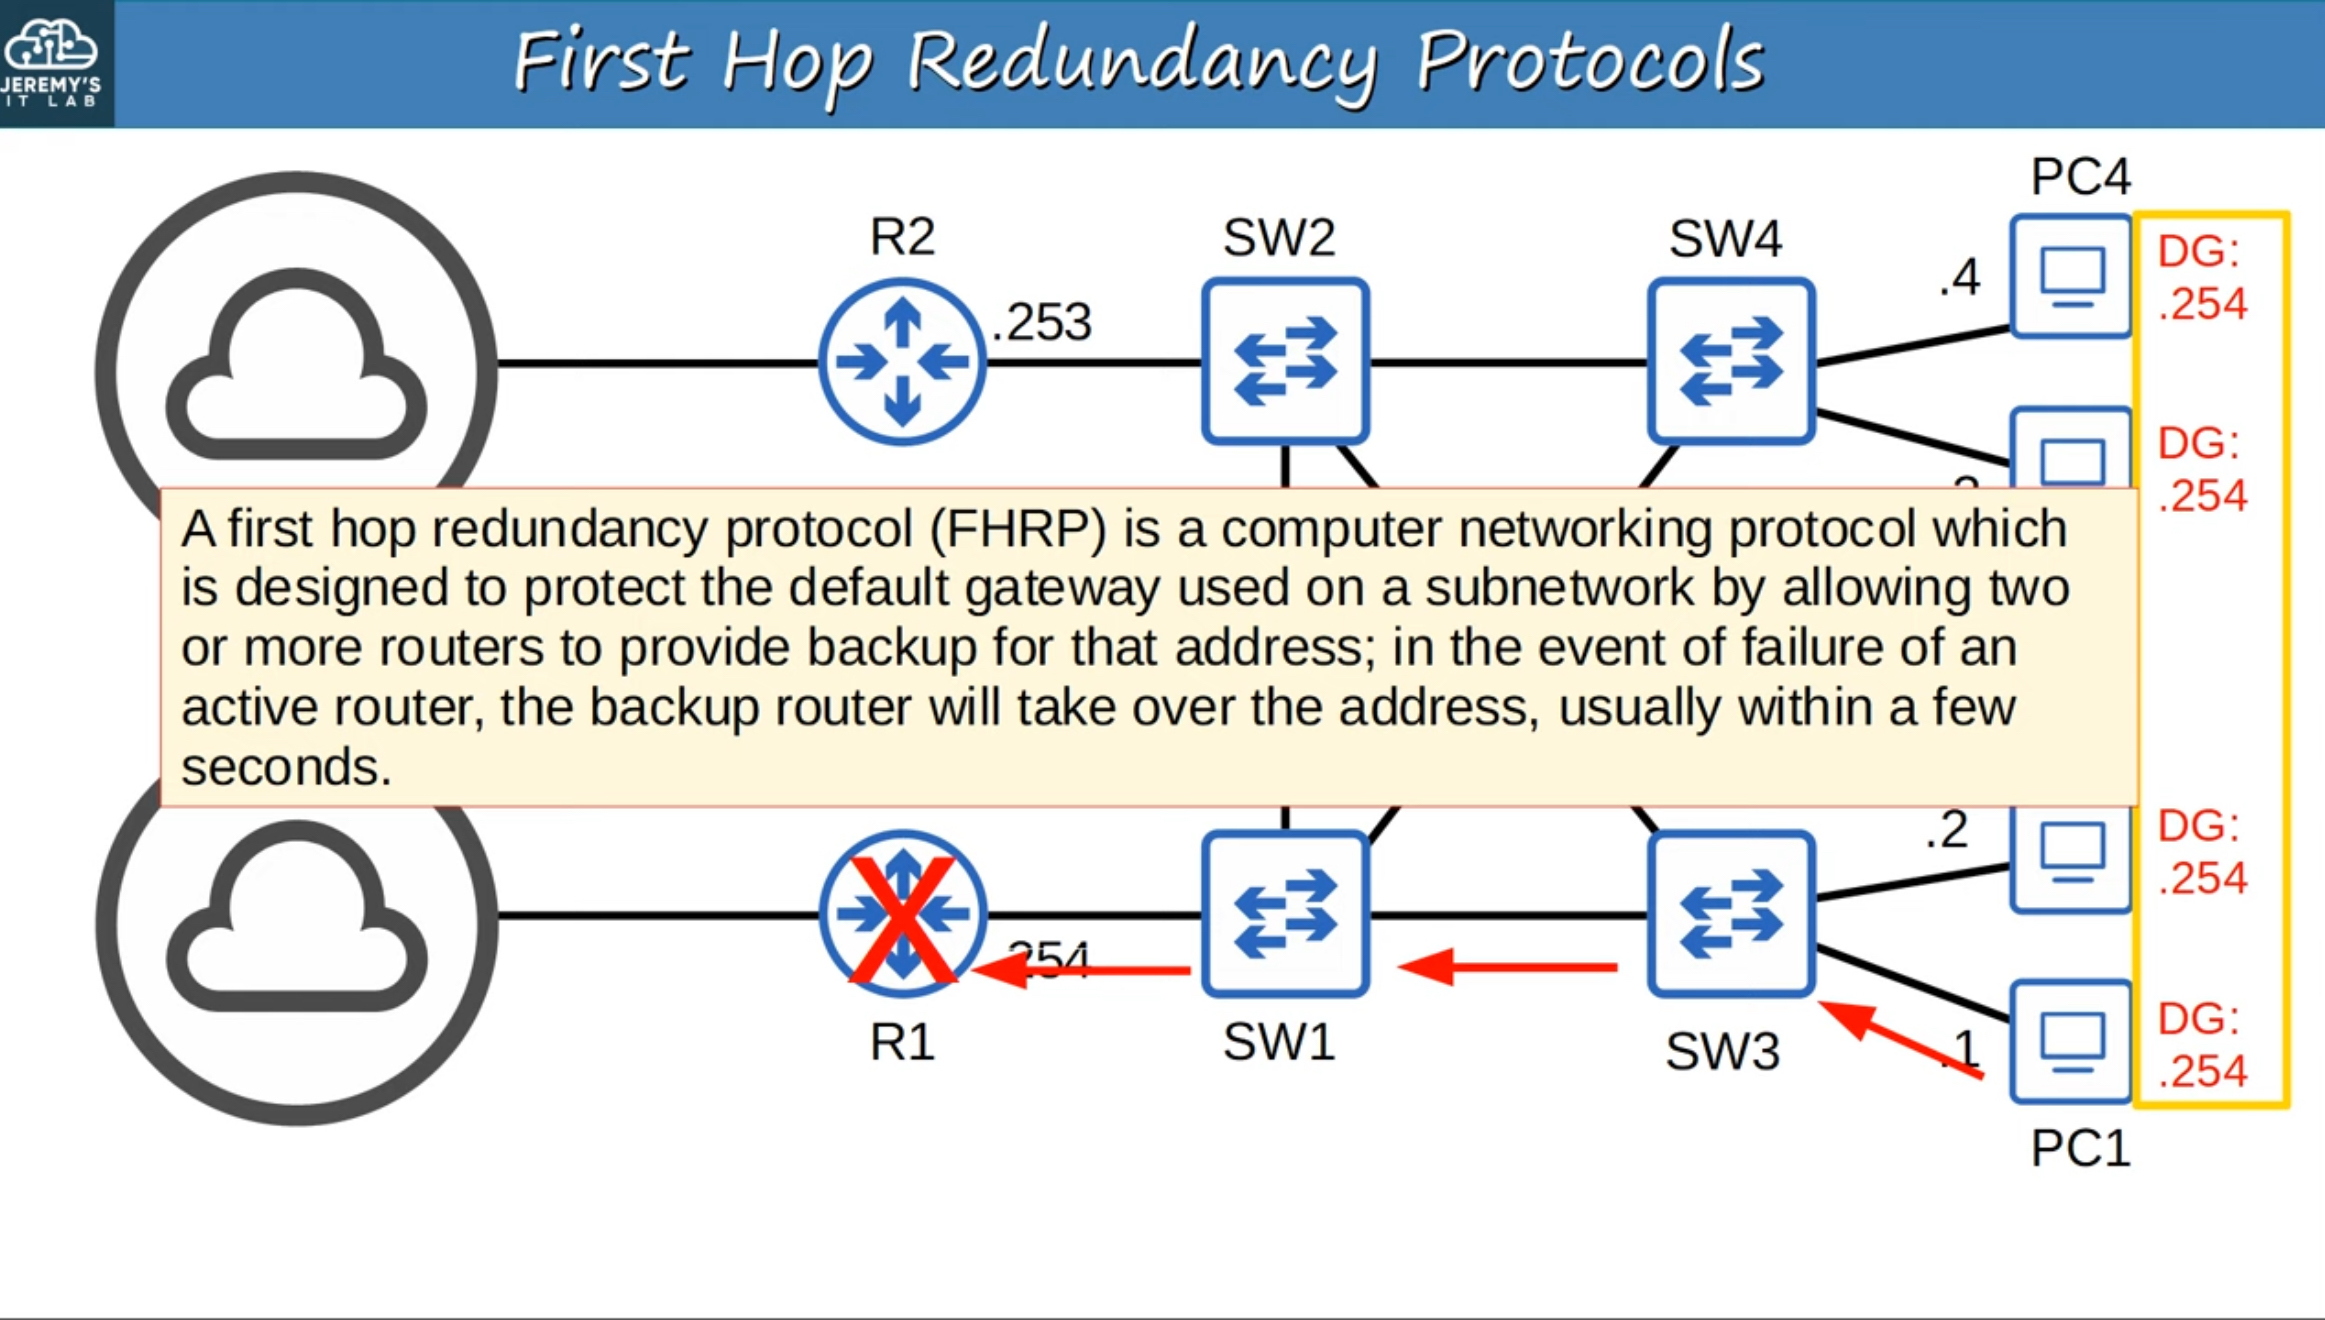 JEREMY'S
IT LAB
First Hop Redundancy Protocols
PC4
R2
SW2
SW4
DG:
.254
.4
.253
DG:
.254
A first hop redundancy protocol (FHRP) is a computer networking protocol which
is designed to protect the default gateway used on a subnetwork by allowing two
or more routers to provide backup for that address; in the event of failure of an
active router, the backup router will take over the address, usually within a few
seconds.
.2
DG:
.254
254
DG:
.254
.1
R1
SW1
SW3
PC1